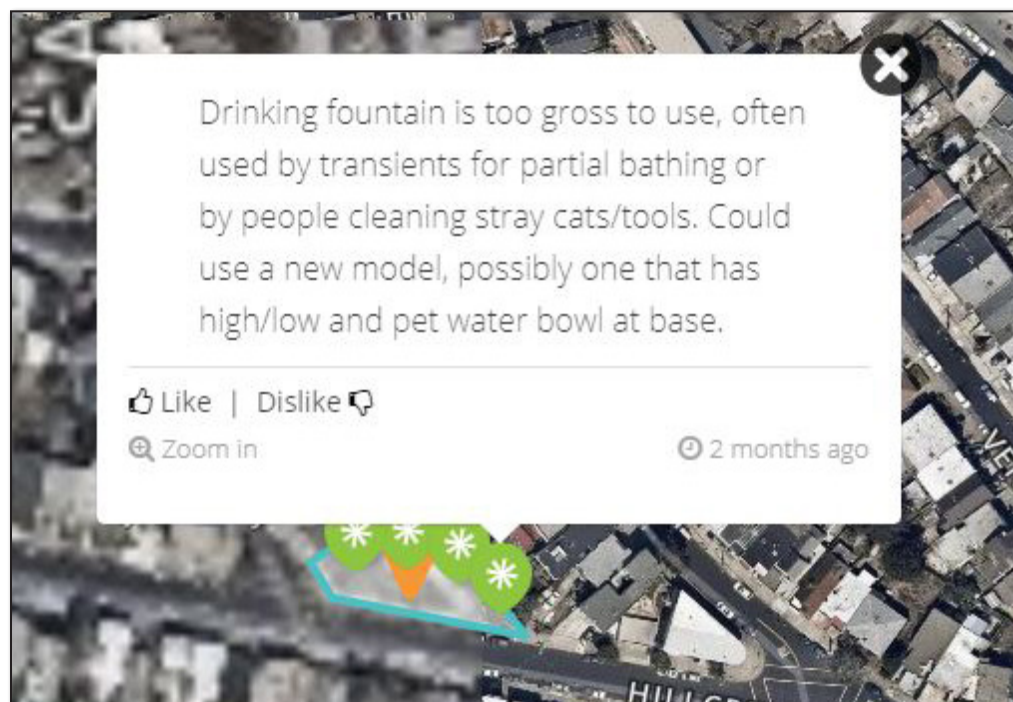 Drinking fountain is too gross to use, often
used by transients for partial bathing or
by people cleaning stray cats/tools. Could
use a new model, possibly one that has
high/low and pet water bowl at base.
Like | Dislike
Zoom in
2 months ago